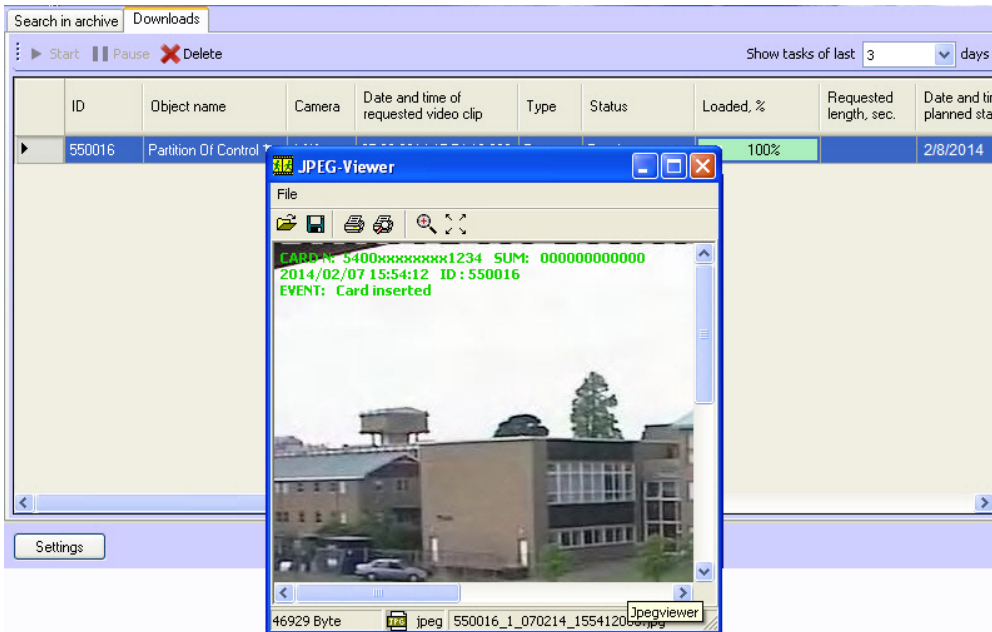 Search in archive Downloads
Start Pause Delete Show tasks of last 3 days
ID Object name Camera Date and time of requested video clip Type Status Loaded, % Requested length, sec. Date and planned
550016 Partition Of Control 100% 2/8/2014
JPEG-Viewer
File
CARD N: 5400xxxxxxxx1234 SUM: 000000000000
2014/02/07 15:54:12 ID : 550016
EVENT: Card inserted
Settings
Jpegviewer
46929 Byte JPG jpeg 550016_1_070214_155412